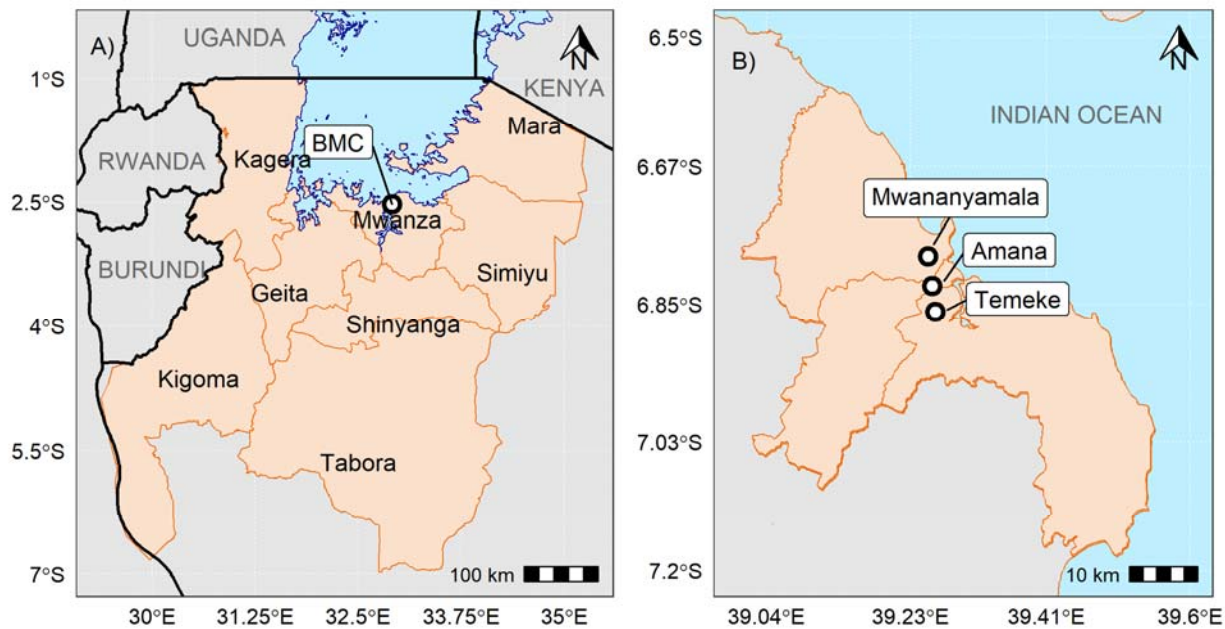 A)
UGANDA
N
1°S
KENYA
Mara
BMC
RWANDA
Kagera
2.5°S
Mwanza
BURUNDI
Simiyu
Geita
4°S
Shinyanga
Kigoma
5.5°S
Tabora
7°S
100 km
30°E
31.25°E
32.5°E
33.75°E
35°E
6.5°S
B)
N
INDIAN OCEAN
6.67°S
Mwananyamala
Amana
6.85°S
Temeke
7.03°S
7.2°S
10 km
39.04°E
39.23°E
39.41°E
39.6°E